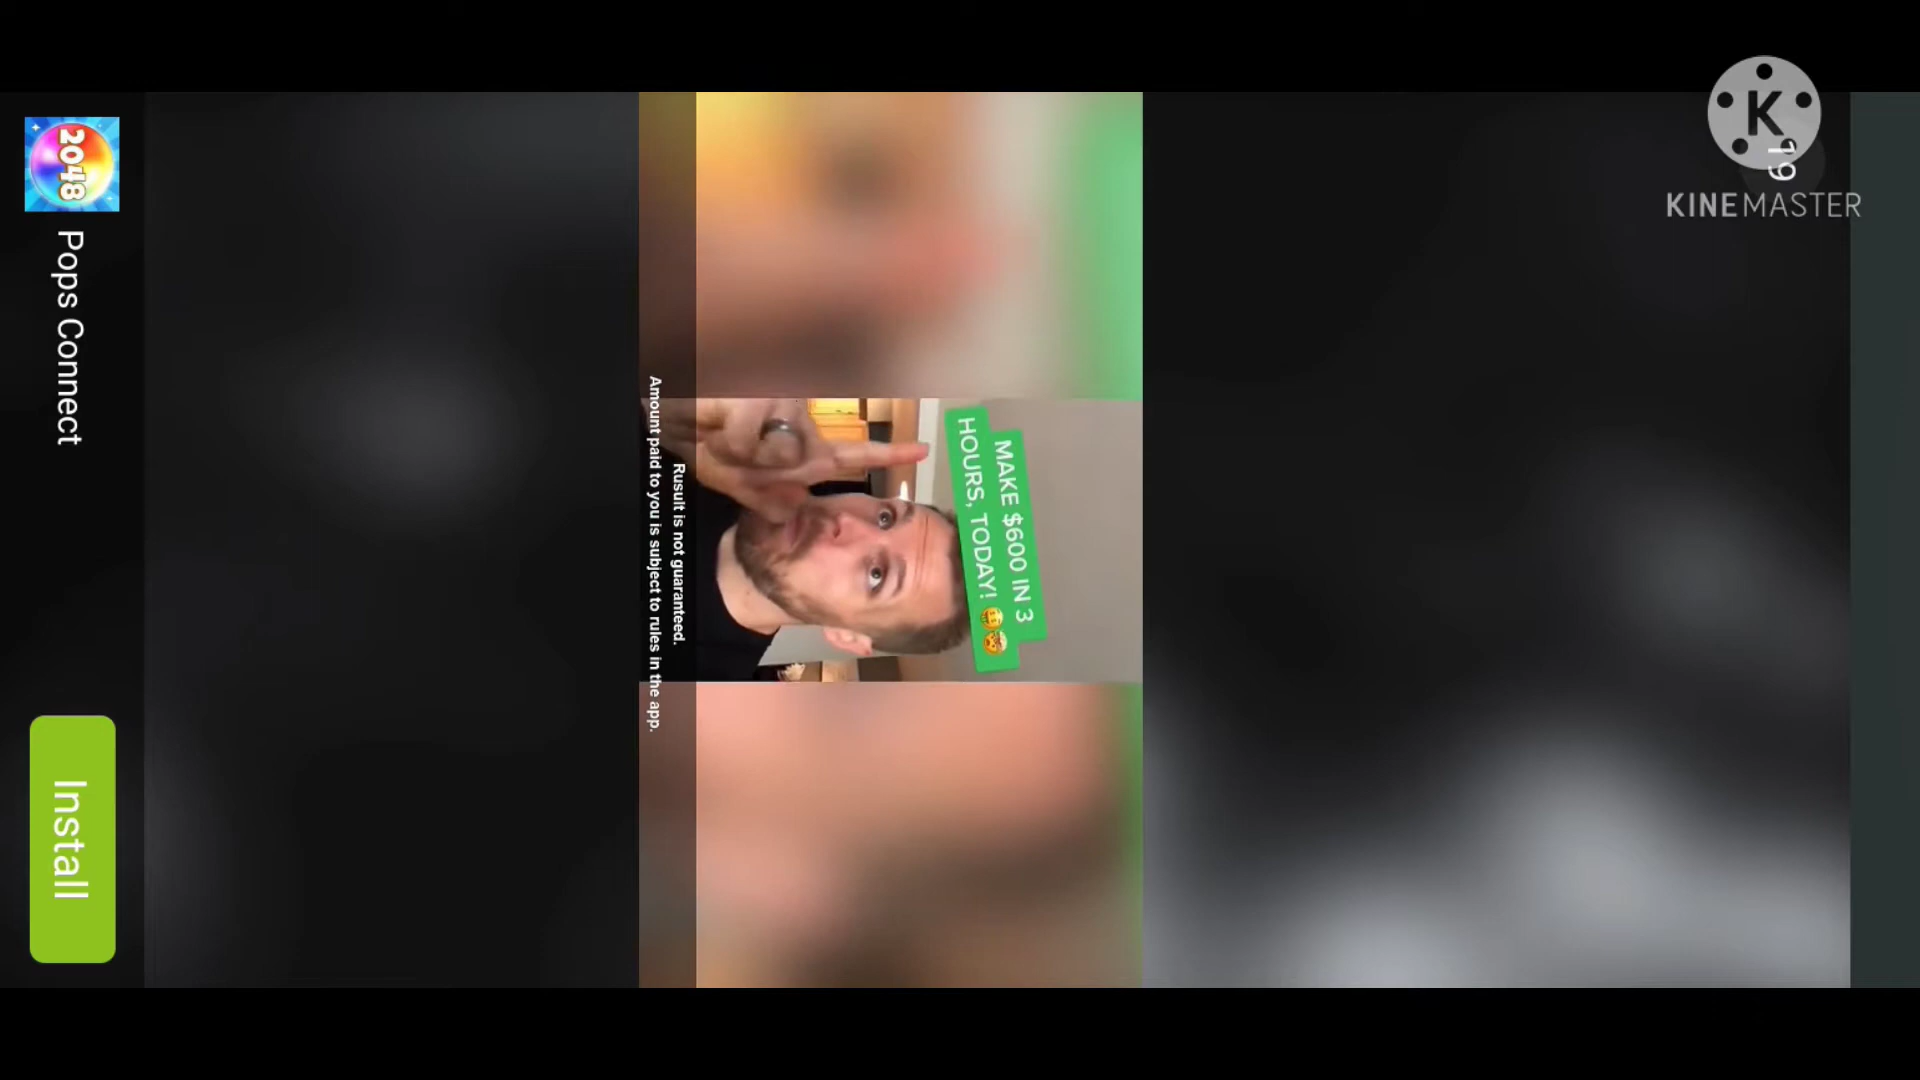 19
KINEMASTER
MAKE $600 IN 3
HOURS, TODAY! 🤑🤯
Rusult is not guaranteed.
Amount paid to you is subject to rules in the app.
2048
Pops Connect
Install